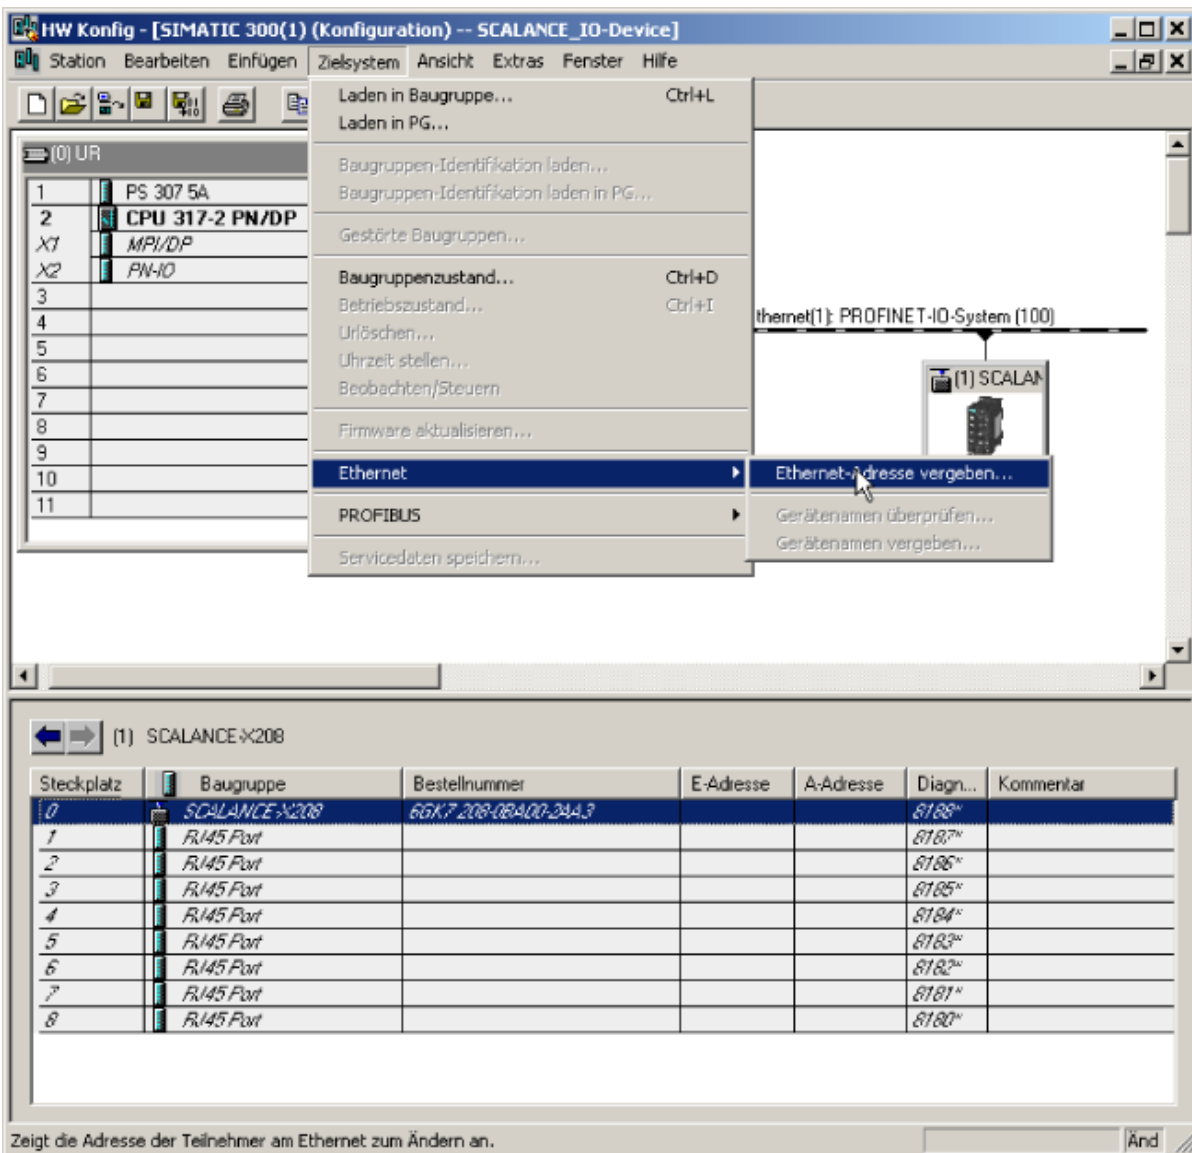 HW Konfig - [SIMATIC 300(1) (Konfiguration) -- SCALANCE_IO-Device]
Station Bearbeiten Einfügen Zielsystem Ansicht Extras Fenster Hilfe
Laden in Baugruppe... Ctrl+L
Laden in PG...
Baugruppen-Identifikation laden...
Baugruppen-Identifikation laden in PG...
Gestörte Baugruppen...
Baugruppenzustand... Ctrl+D
Betriebszustand... Ctrl+I
Urlöschen...
Uhrzeit stellen...
Beobachten/Steuern
Firmware aktualisieren...
Ethernet
PROFIBUS
Servicedaten speichern...
Ethernet-Adresse vergeben...
Gerätenamen überprüfen...
Gerätenamen vergeben...
(0) UR
1 PS 307 5A
2 CPU 317-2 PN/DP
X1 MPI/DP
X2 PN-IO
3
4
5
6
7
8
9
10
11
thernet(1): PROFINET-IO-System (100)
(1) SCALAN
(1) SCALANCE-X208
Steckplatz Baugruppe Bestellnummer E-Adresse A-Adresse Diagn... Kommentar
0 SCALANCE-X208 6GK7 208-0BA00-2AA3 8188*
1 RJ45 Port 8187*
2 RJ45 Port 8186*
3 RJ45 Port 8185*
4 RJ45 Port 8184*
5 RJ45 Port 8183*
6 RJ45 Port 8182*
7 RJ45 Port 8181*
8 RJ45 Port 8180*
Zeigt die Adresse der Teilnehmer am Ethernet zum Ändern an. Änd